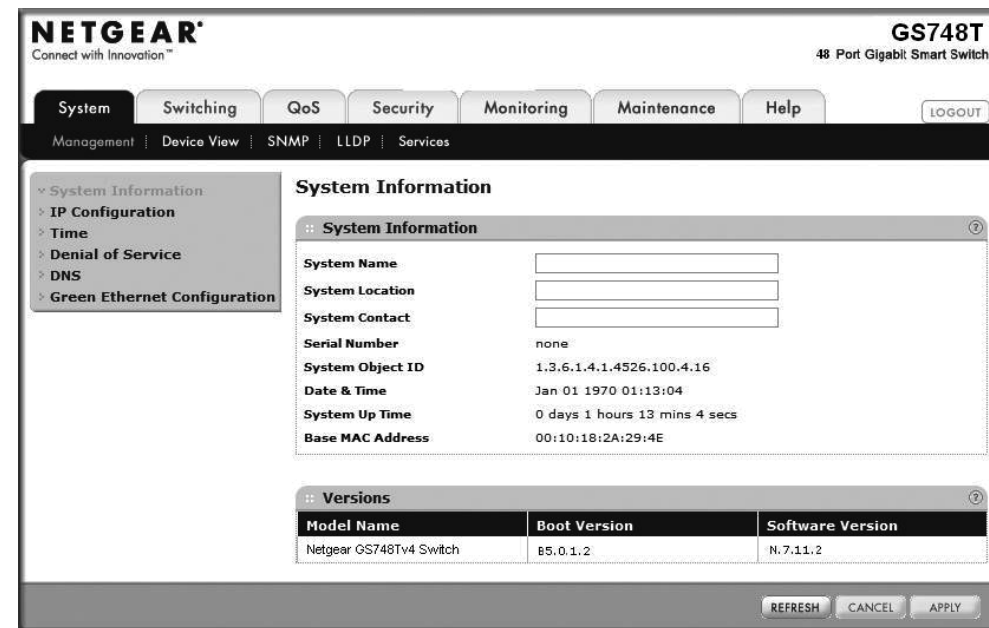 NETGEAR®
Connect with Innovation™
GS748T
48 Port Gigabit Smart Switch
System Switching QoS Security Monitoring Maintenance Help LOGOUT
Management Device View SNMP LLDP Services
System Information
IP Configuration
Time
Denial of Service
DNS
Green Ethernet Configuration
System Information
System Information ?
System Name
System Location
System Contact
Serial Number none
System Object ID 1.3.6.1.4.1.4526.100.4.16
Date & Time Jan 01 1970 01:13:04
System Up Time 0 days 1 hours 13 mins 4 secs
Base MAC Address 00:10:18:2A:29:4E
Versions ?
Model Name Boot Version Software Version
Netgear GS748Tv4 Switch B5.0.1.2 N.7.11.2
REFRESH CANCEL APPLY